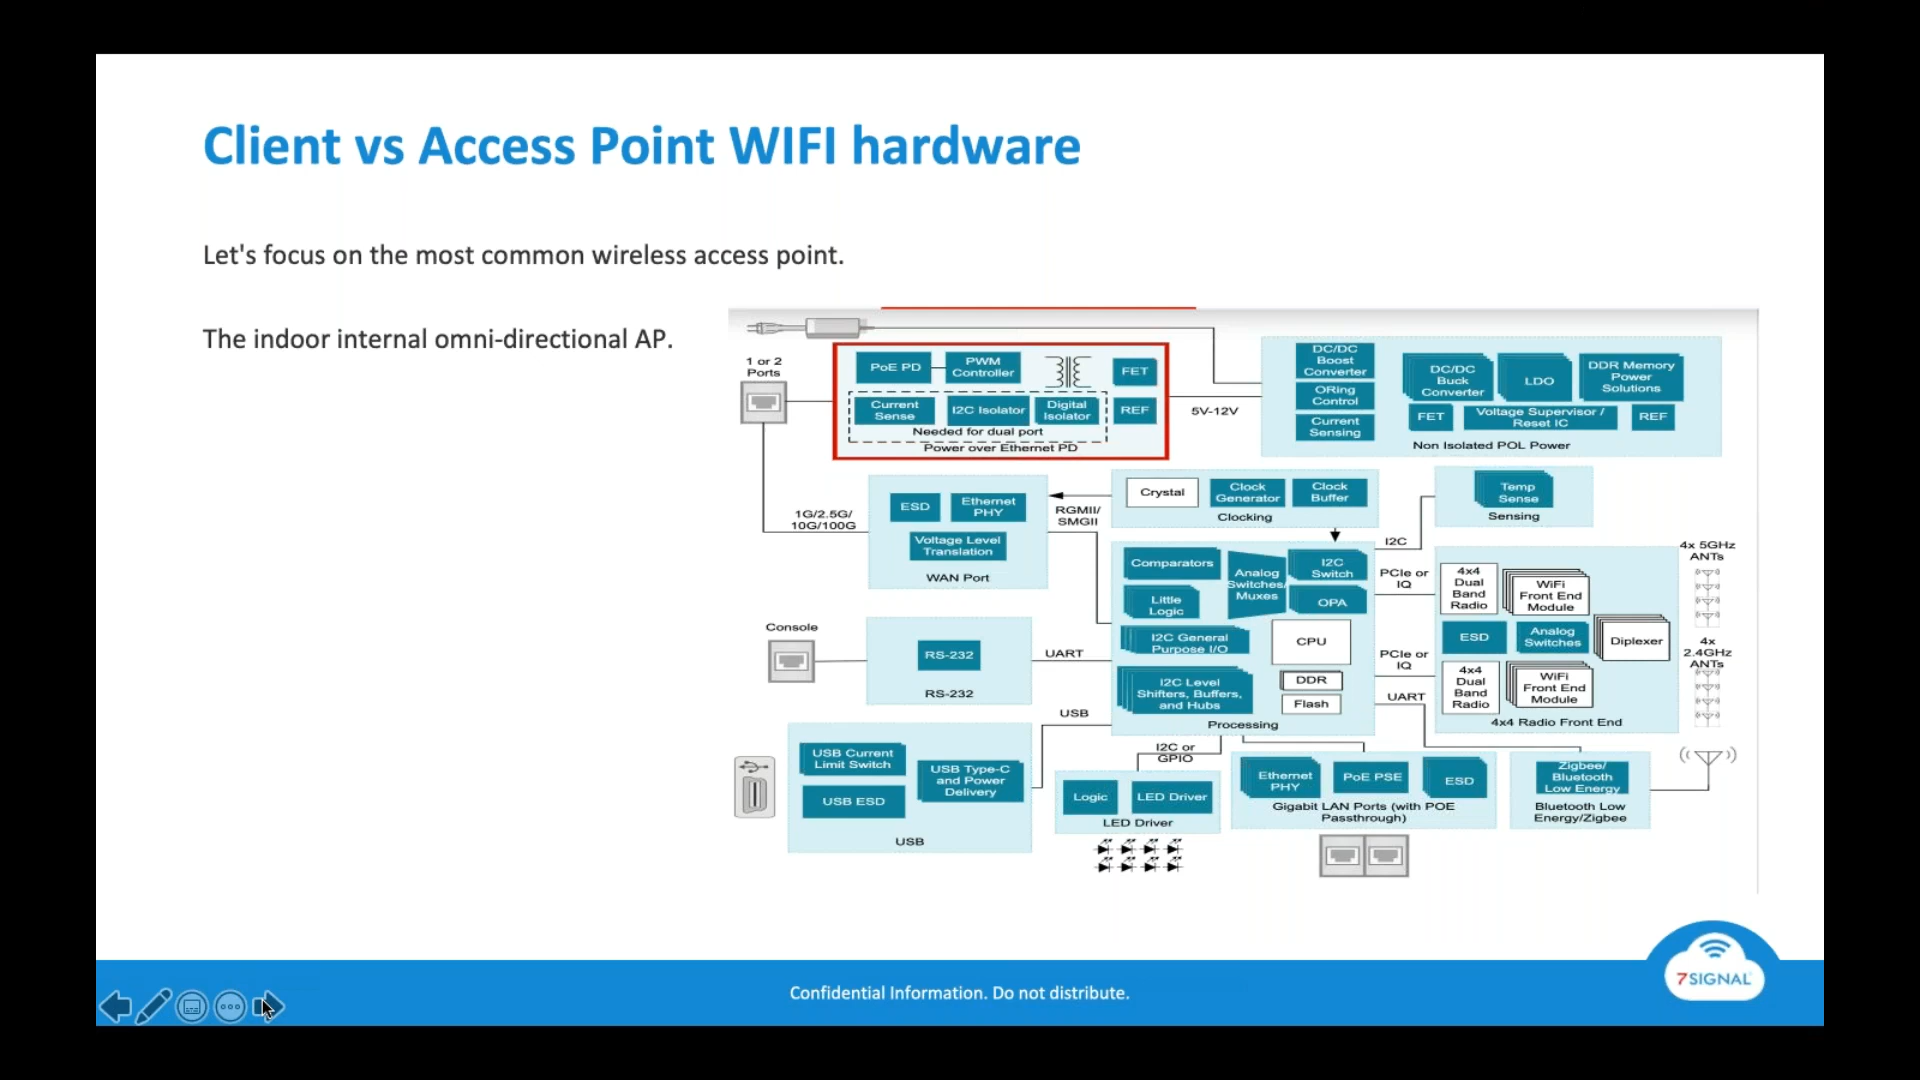 Client vs Access Point WIFI hardware
Let's focus on the most common wireless access point.
The indoor internal omni-directional AP.
1 or 2
Ports
PoE PD
PWM
Controller
FET
Current
Sense
I2C Isolator
Digital
Isolator
REF
Needed for dual port
Power over Ethernet PD
5V-12V
DC/DC
Boost
Converter
ORing
Control
Current
Sensing
DC/DC
Buck
Converter
LDO
DDR Memory
Power
Solutions
FET
Voltage Supervisor /
Reset IC
REF
Non Isolated POL Power
1G/2.5G/
10G/100G
ESD
Ethernet
PHY
Voltage Level
Translation
WAN Port
RGMII/
SMGII
Crystal
Clock
Generator
Clock
Buffer
Clocking
Temp
Sense
Sensing
I2C
Comparators
Analog
Switches/
Muxes
I2C
Switch
Little
Logic
OPA
I2C General
Purpose I/O
CPU
I2C Level
Shifters, Buffers,
and Hubs
DDR
Flash
Processing
PCIe or
IQ
PCIe or
IQ
UART
4x4
Dual
Band
Radio
WiFi
Front End
Module
ESD
Analog
Switches
Diplexer
4x4
Dual
Band
Radio
WiFi
Front End
Module
4x4 Radio Front End
4x 5GHz
ANTs
4x
2.4GHz
ANTs
Console
RS-232
RS-232
UART
USB
USB Current
Limit Switch
USB Type-C
and Power
Delivery
USB ESD
USB
I2C or
GPIO
Logic
LED Driver
LED Driver
Ethernet
PHY
PoE PSE
ESD
Gigabit LAN Ports (with POE
Passthrough)
Zigbee/
Bluetooth
Low Energy
Bluetooth Low
Energy/Zigbee
Confidential Information. Do not distribute.
7SIGNAL